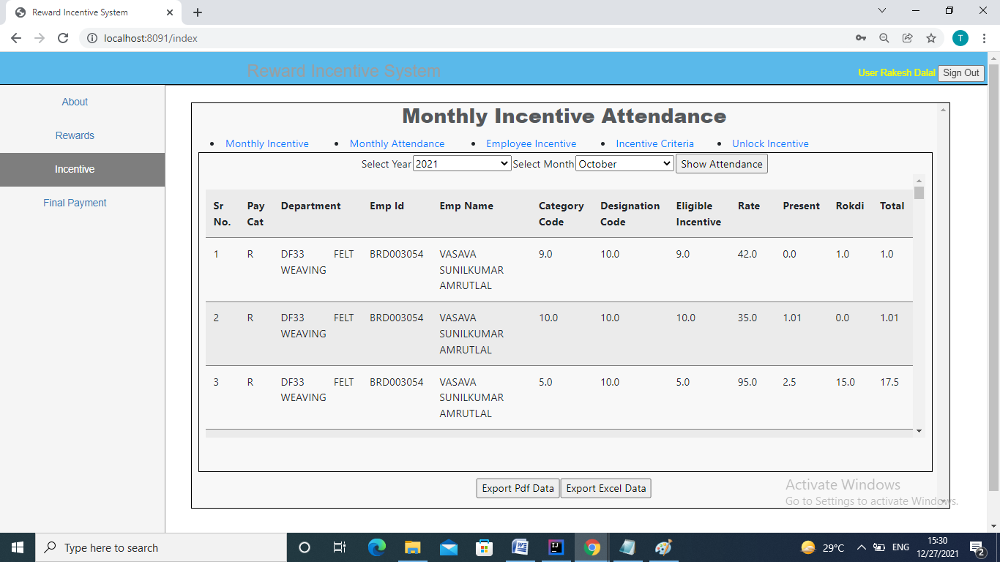 Reward Incentive System
localhost:8091/index
T
Reward Incentive System
User Rakesh Dalal Sign Out
About
Rewards
Incentive
Final Payment
Monthly Incentive Attendance
• Monthly Incentive • Monthly Attendance • Employee Incentive • Incentive Criteria • Unlock Incentive
Select Year 2021 Select Month October Show Attendance
Sr Pay Department Emp Id Emp Name Category Designation Eligible Rate Present Rokdi Total
No. Cat Code Code Incentive
1 R DF33 FELT BRD003054 VASAVA 9.0 10.0 9.0 42.0 0.0 1.0 1.0
WEAVING SUNILKUMAR
AMRUTLAL
2 R DF33 FELT BRD003054 VASAVA 10.0 10.0 10.0 35.0 1.01 0.0 1.01
WEAVING SUNILKUMAR
AMRUTLAL
3 R DF33 FELT BRD003054 VASAVA 5.0 10.0 5.0 95.0 2.5 15.0 17.5
WEAVING SUNILKUMAR
AMRUTLAL
Export Pdf Data Export Excel Data
Activate Windows
Go to Settings to activate Windows.
Type here to search
29°C ENG
15:30
12/27/2021
2